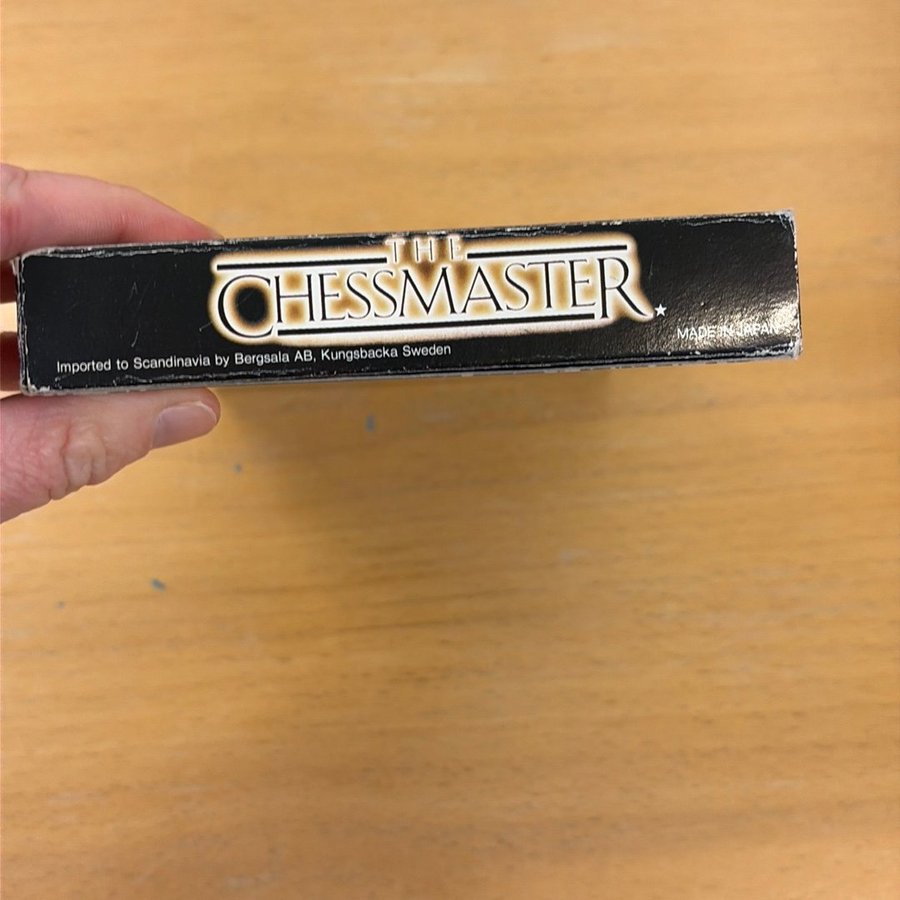 THE
CHESSMASTER
MADE IN JAPAN
Imported to Scandinavia by Bergsala AB, Kungsbacka Sweden